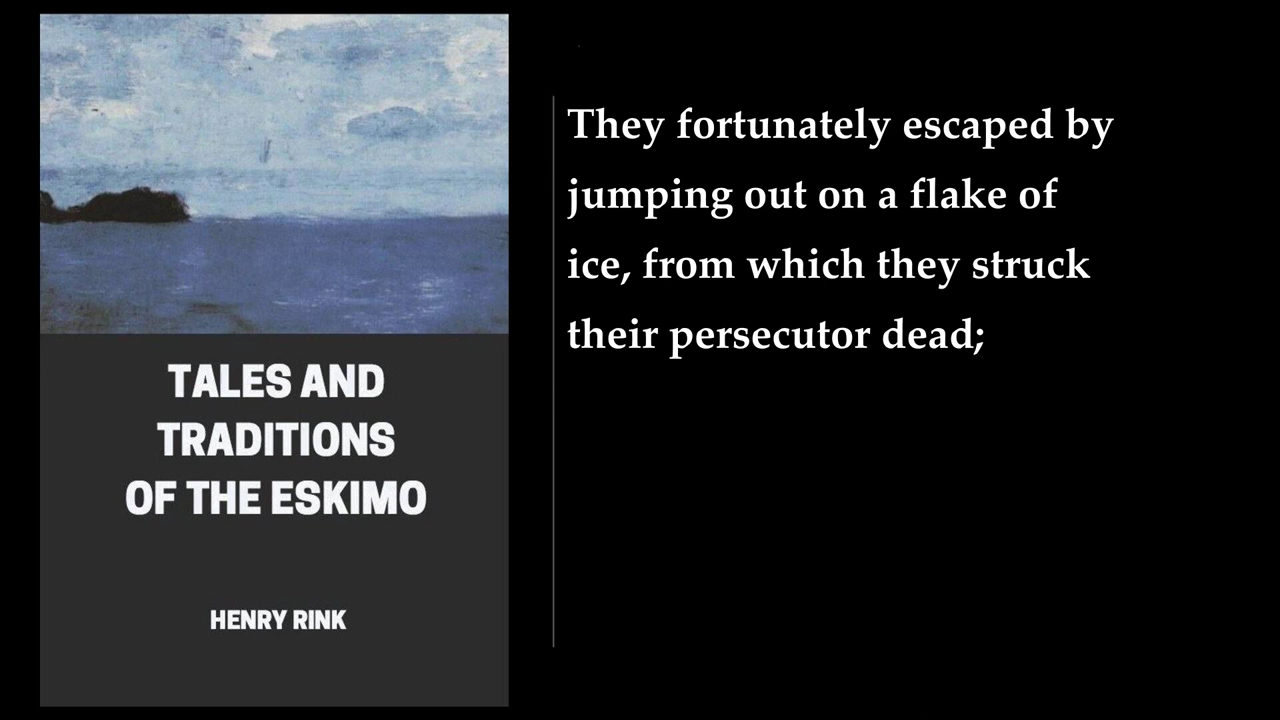 TALES AND
TRADITIONS
OF THE ESKIMO
HENRY RINK
They fortunately escaped by
jumping out on a flake of
ice, from which they struck
their persecutor dead;